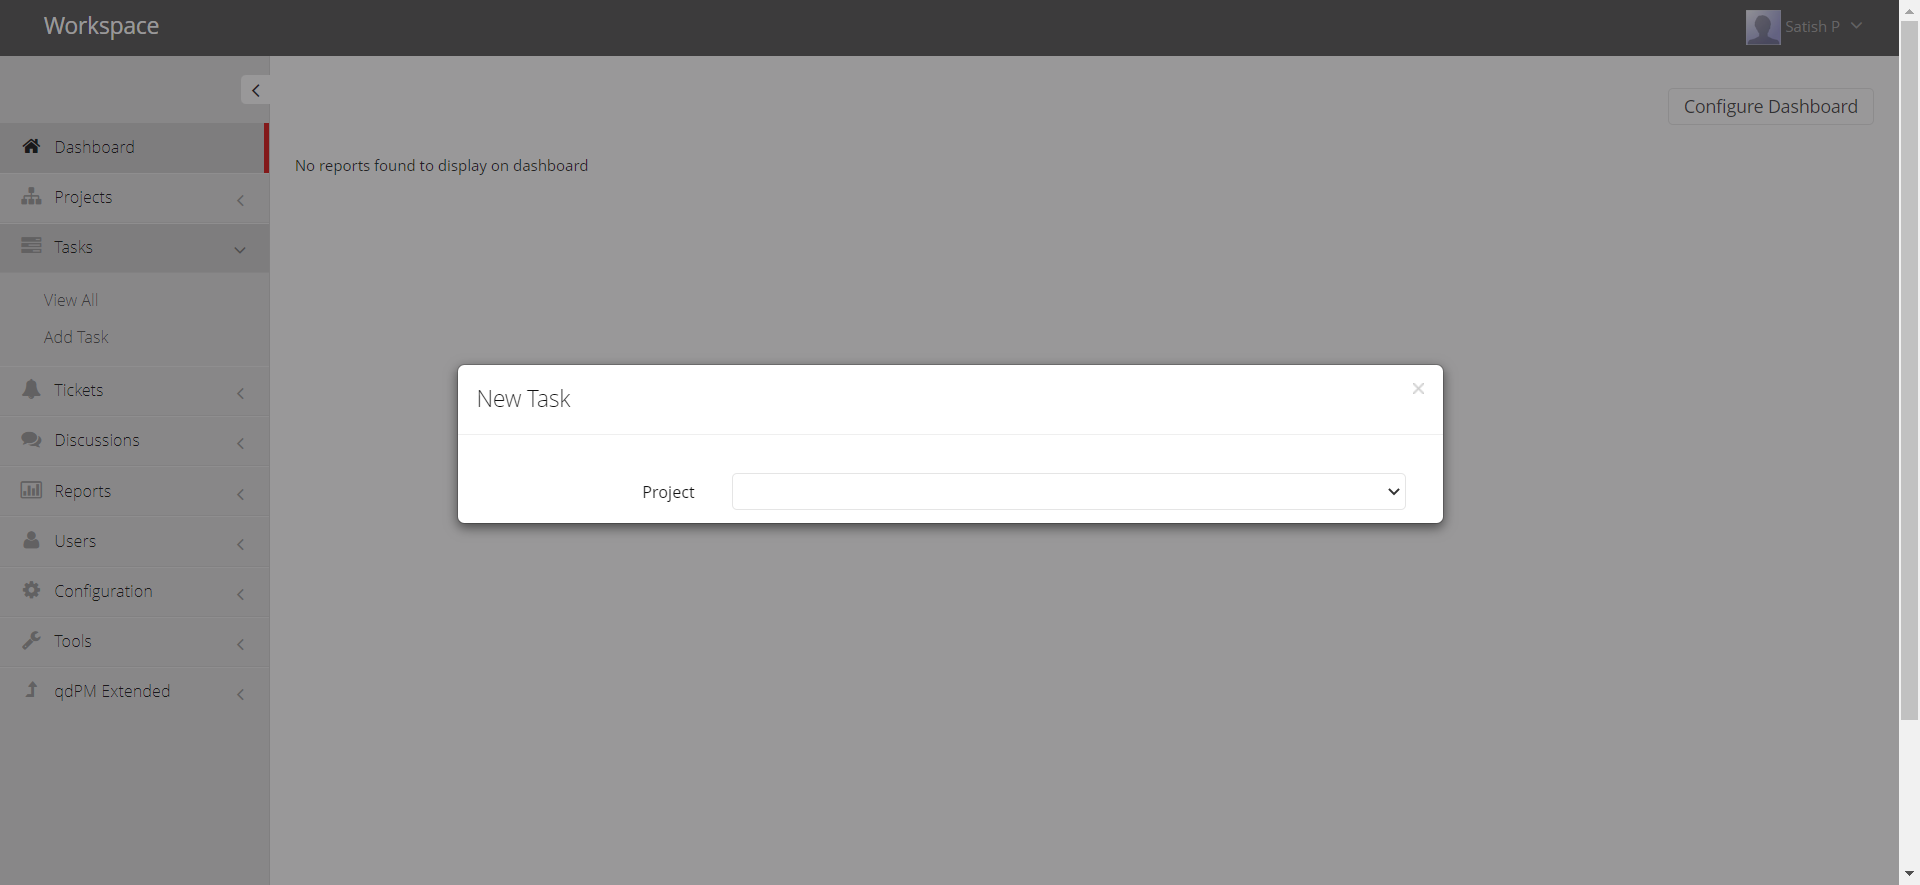 Workspace
Satish P
Configure Dashboard
No reports found to display on dashboard
Dashboard
Projects
Tasks
View All
Add Task
Tickets
Discussions
Reports
Users
Configuration
Tools
qdPM Extended
New Task
×
Project